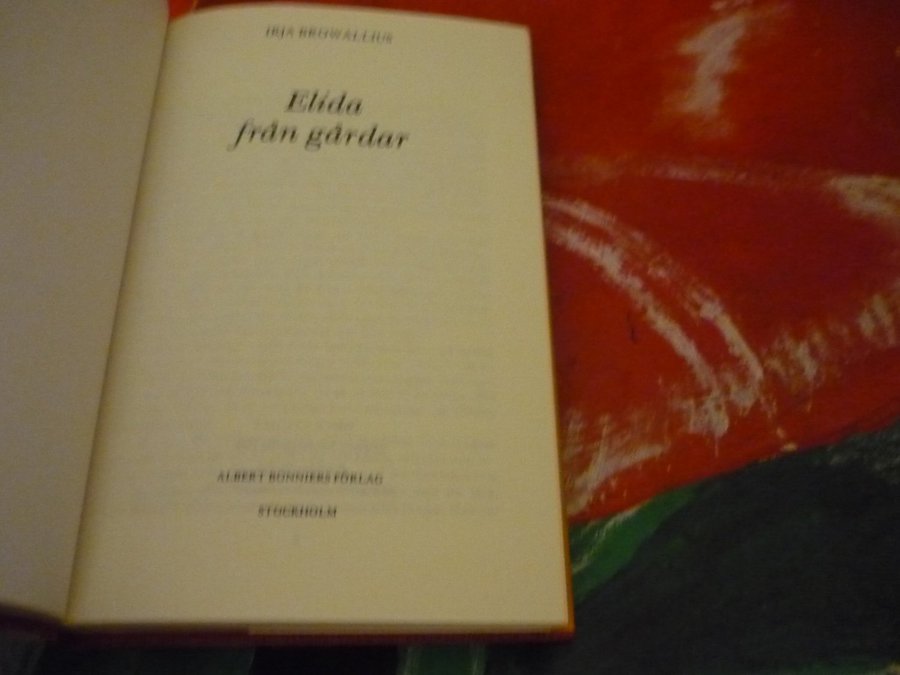 IRJA BROWALLIUS
Elida
från gårdar
ALBERT BONNIERS FÖRLAG
STOCKHOLM